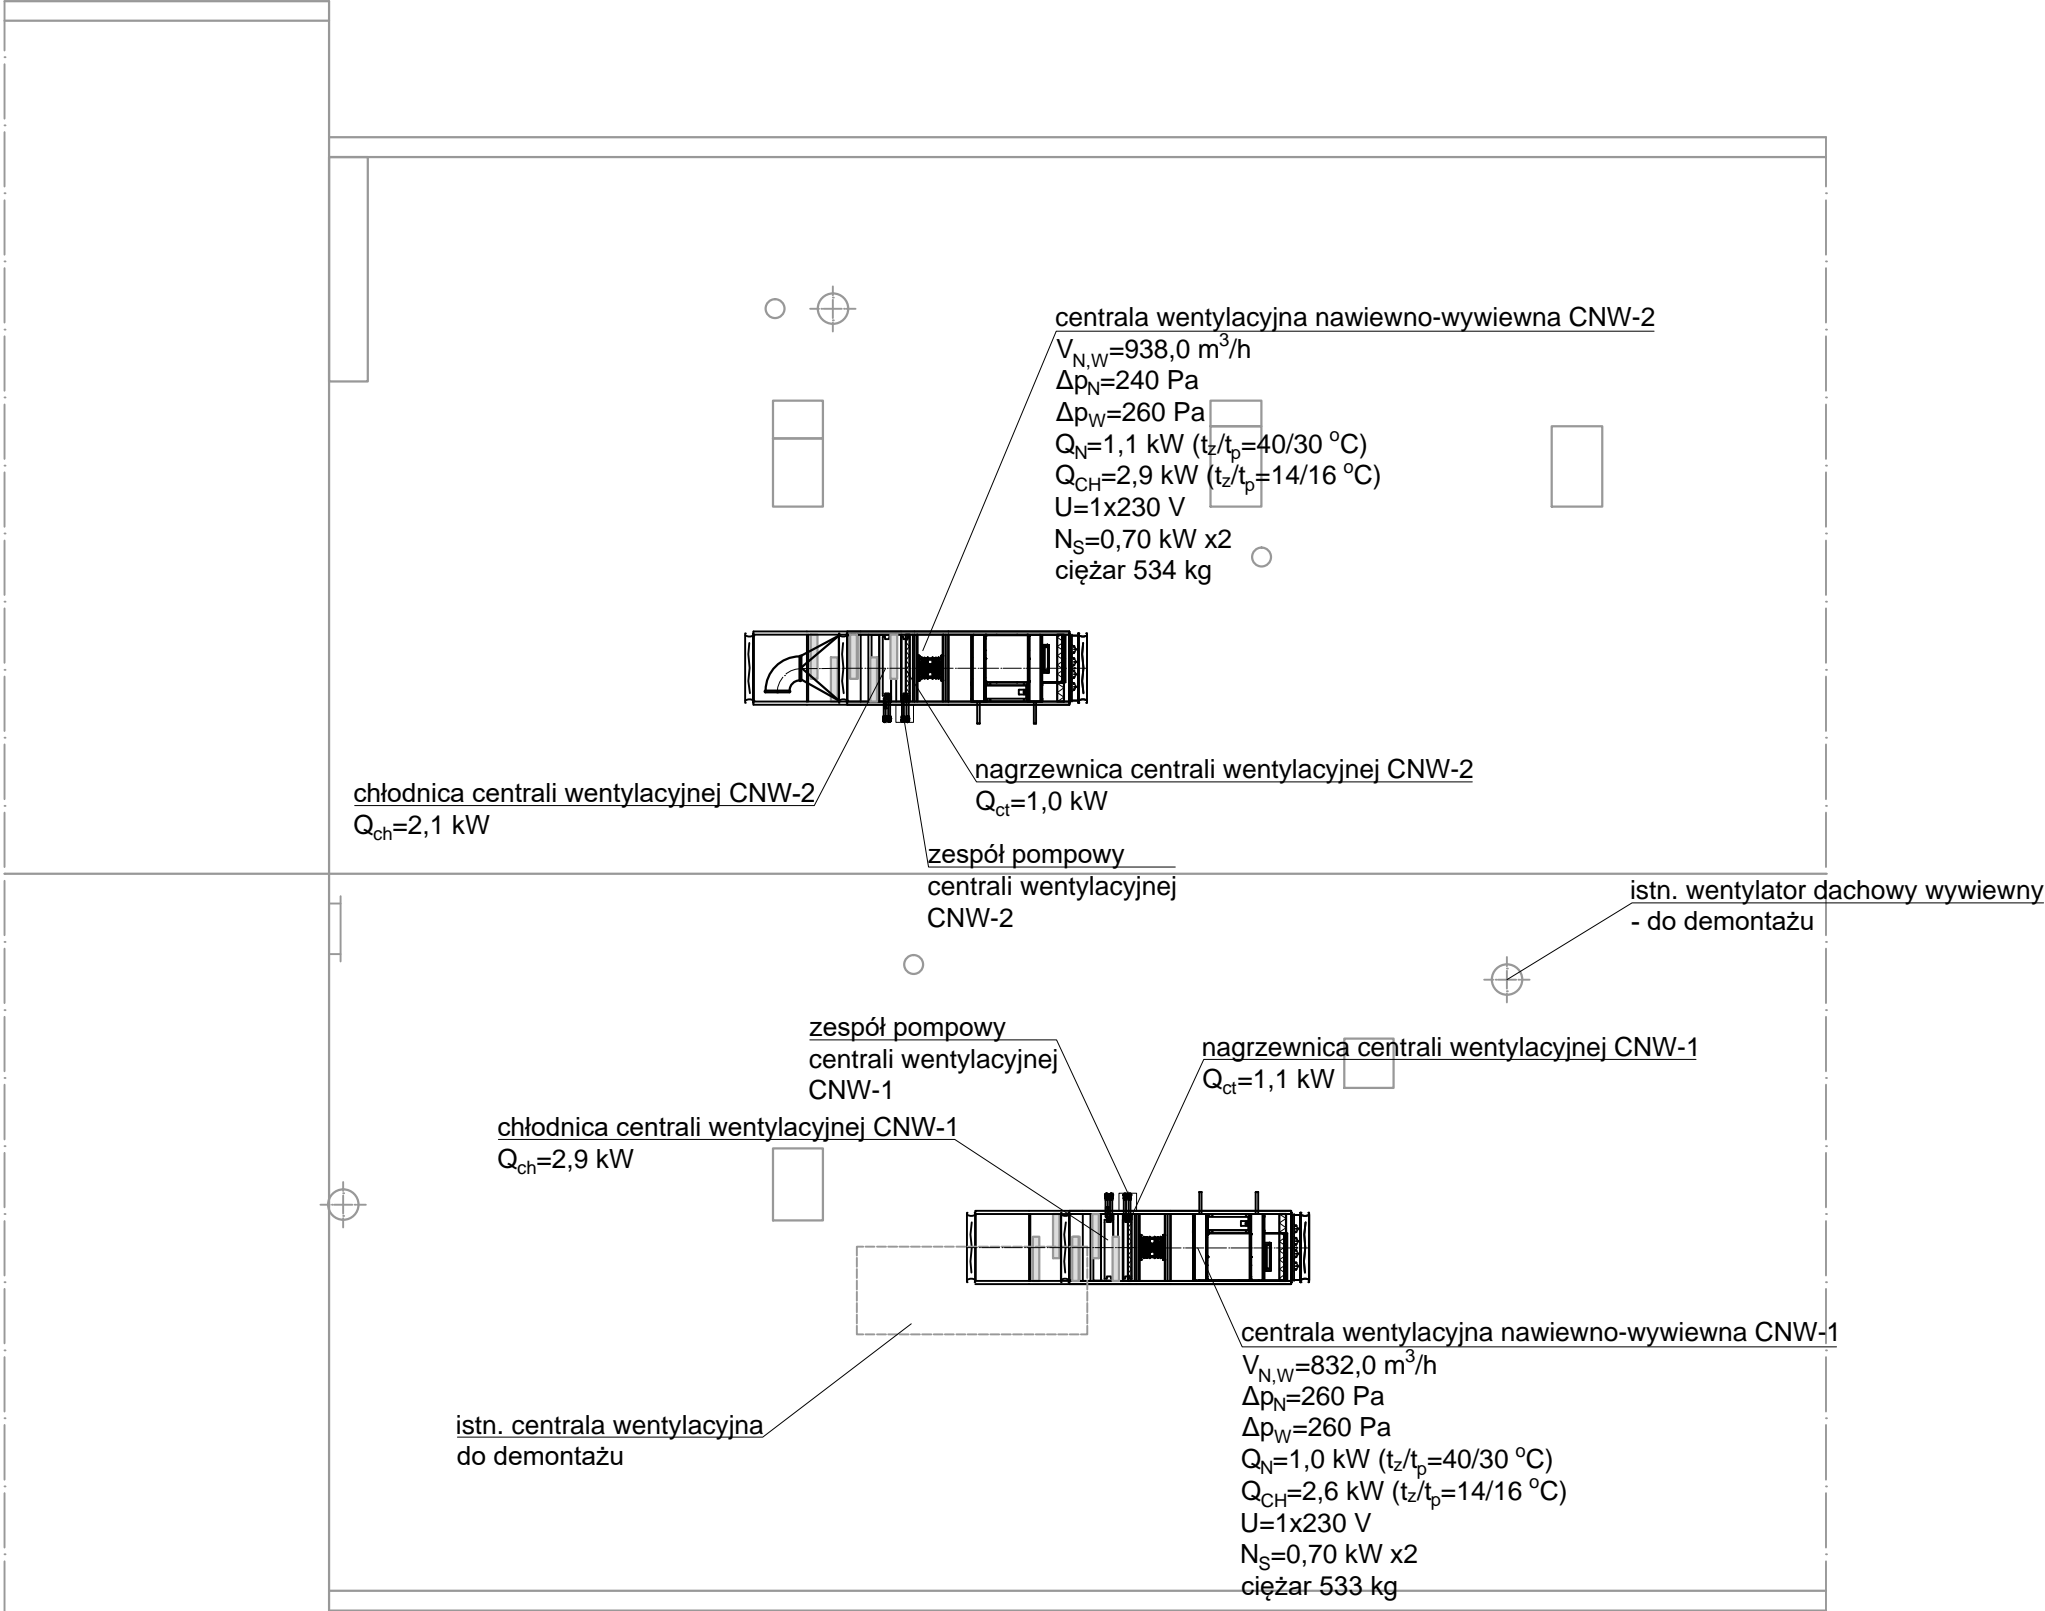 centrala wentylacyjna nawiewno-wywiewna CNW-2
V_N,W=938,0 m³/h
Δp_N=240 Pa
Δp_W=260 Pa
Q_N=1,1 kW (t_z/t_p=40/30 °C)
Q_CH=2,9 kW (t_z/t_p=14/16 °C)
U=1x230 V
N_S=0,70 kW x2
ciężar 534 kg
nagrzewnica centrali wentylacyjnej CNW-2
Q_ct=1,0 kW
chłodnica centrali wentylacyjnej CNW-2
Q_ch=2,1 kW
zespół pompowy
centrali wentylacyjnej
CNW-2
istn. wentylator dachowy wywiewny
- do demontażu
zespół pompowy
centrali wentylacyjnej
CNW-1
nagrzewnica centrali wentylacyjnej CNW-1
Q_ct=1,1 kW
chłodnica centrali wentylacyjnej CNW-1
Q_ch=2,9 kW
centrala wentylacyjna nawiewno-wywiewna CNW-1
V_N,W=832,0 m³/h
Δp_N=260 Pa
Δp_W=260 Pa
Q_N=1,0 kW (t_z/t_p=40/30 °C)
Q_CH=2,6 kW (t_z/t_p=14/16 °C)
U=1x230 V
N_S=0,70 kW x2
ciężar 533 kg
istn. centrala wentylacyjna
do demontażu